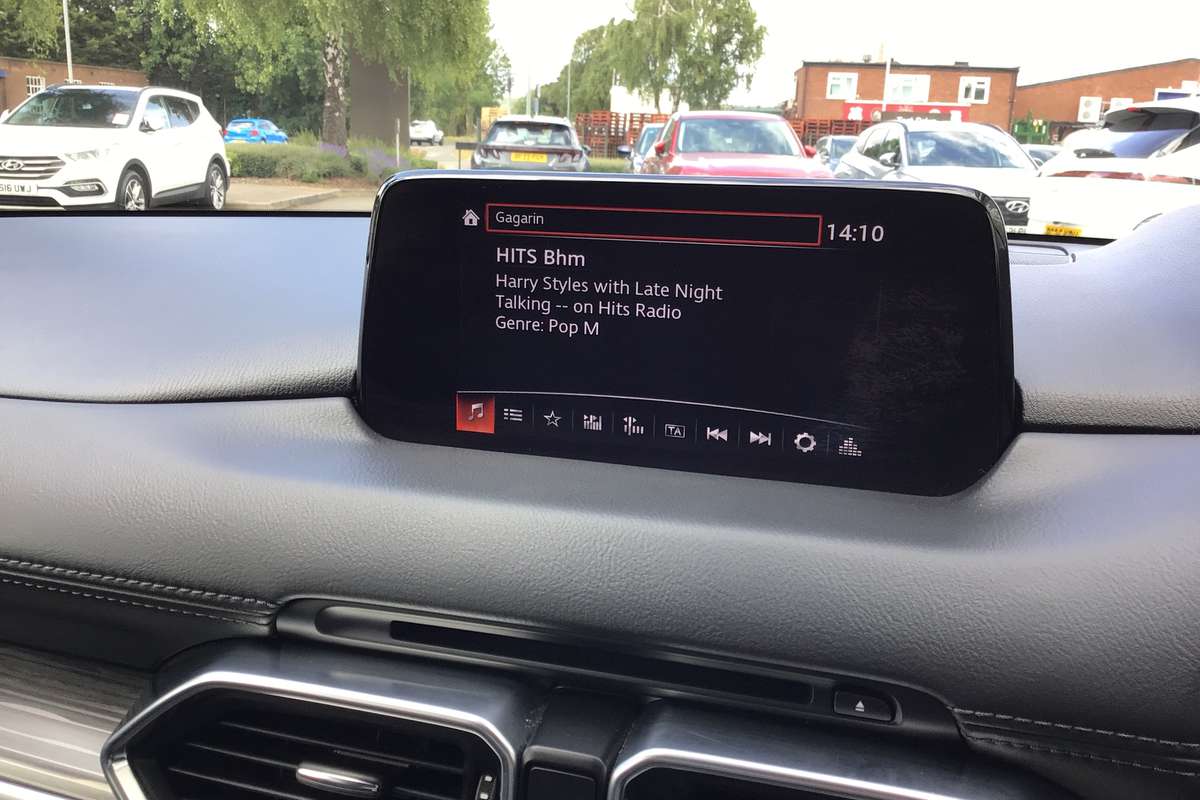 Gagarin
14:10
HITS Bhm
Harry Styles with Late Night
Talking -- on Hits Radio
Genre: Pop M
TA